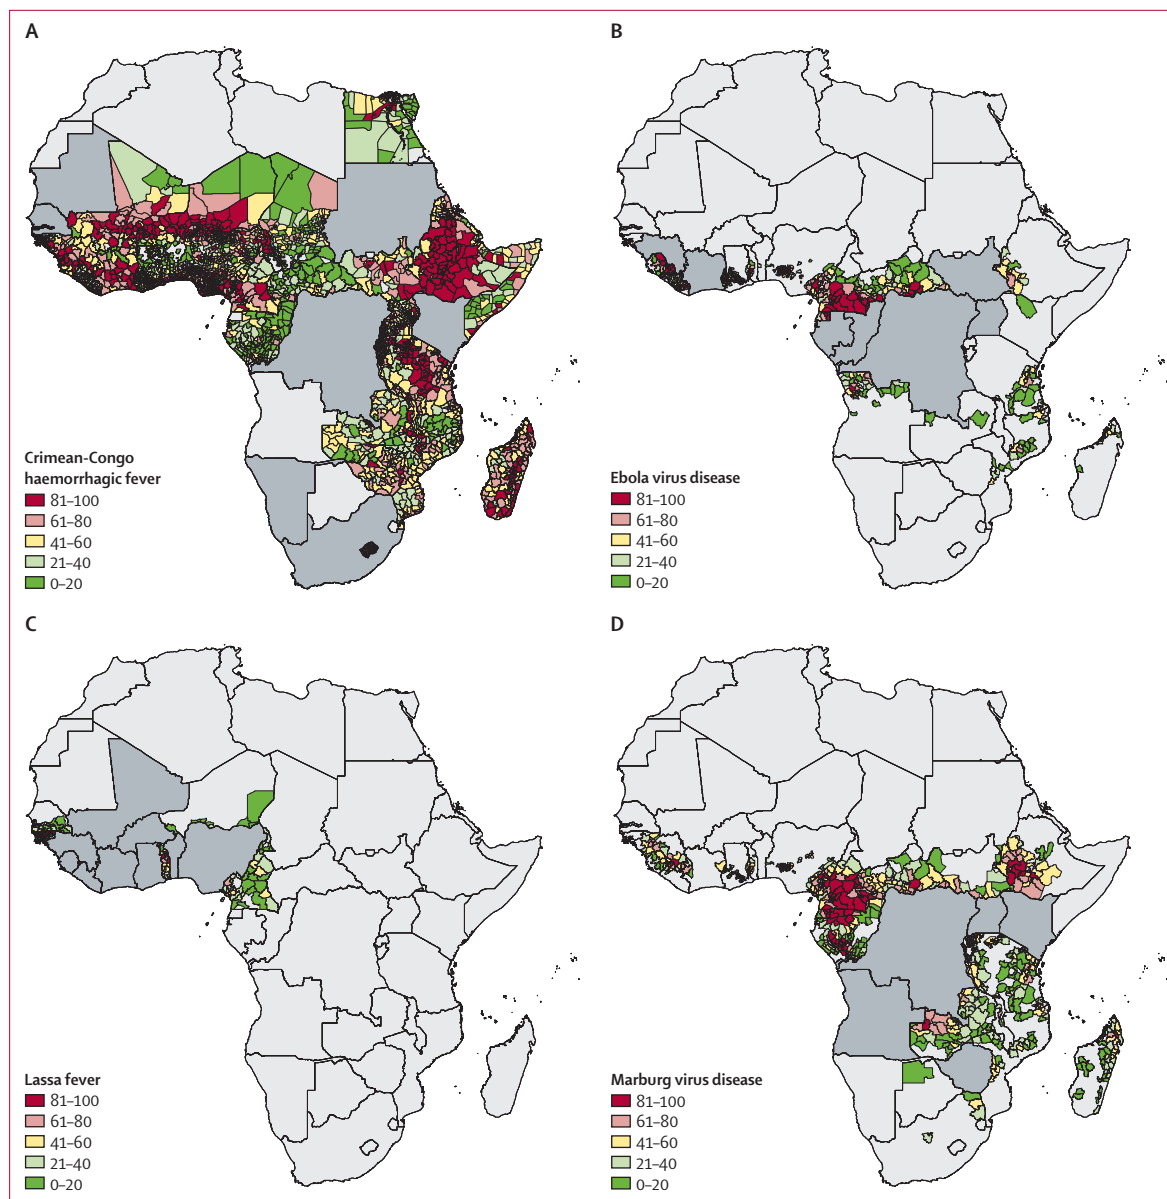 A
B
Crimean-Congo
haemorrhagic fever
81–100
61–80
41–60
21–40
0–20
Ebola virus disease
81–100
61–80
41–60
21–40
0–20
C
D
Lassa fever
81–100
61–80
41–60
21–40
0–20
Marburg virus disease
81–100
61–80
41–60
21–40
0–20